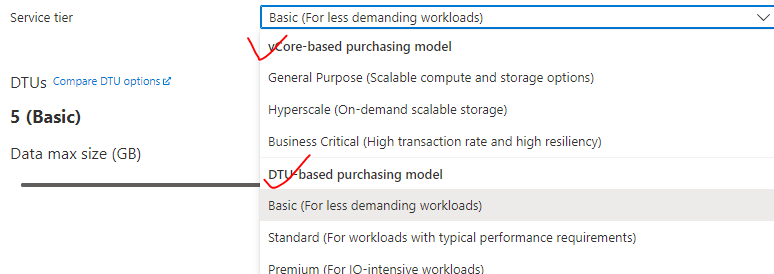 Service tier
Basic (For less demanding workloads)
vCore-based purchasing model
General Purpose (Scalable compute and storage options)
Hyperscale (On-demand scalable storage)
Business Critical (High transaction rate and high resiliency)
DTU-based purchasing model
Basic (For less demanding workloads)
Standard (For workloads with typical performance requirements)
Premium (For IO-intensive workloads)
DTUs Compare DTU options
5 (Basic)
Data max size (GB)